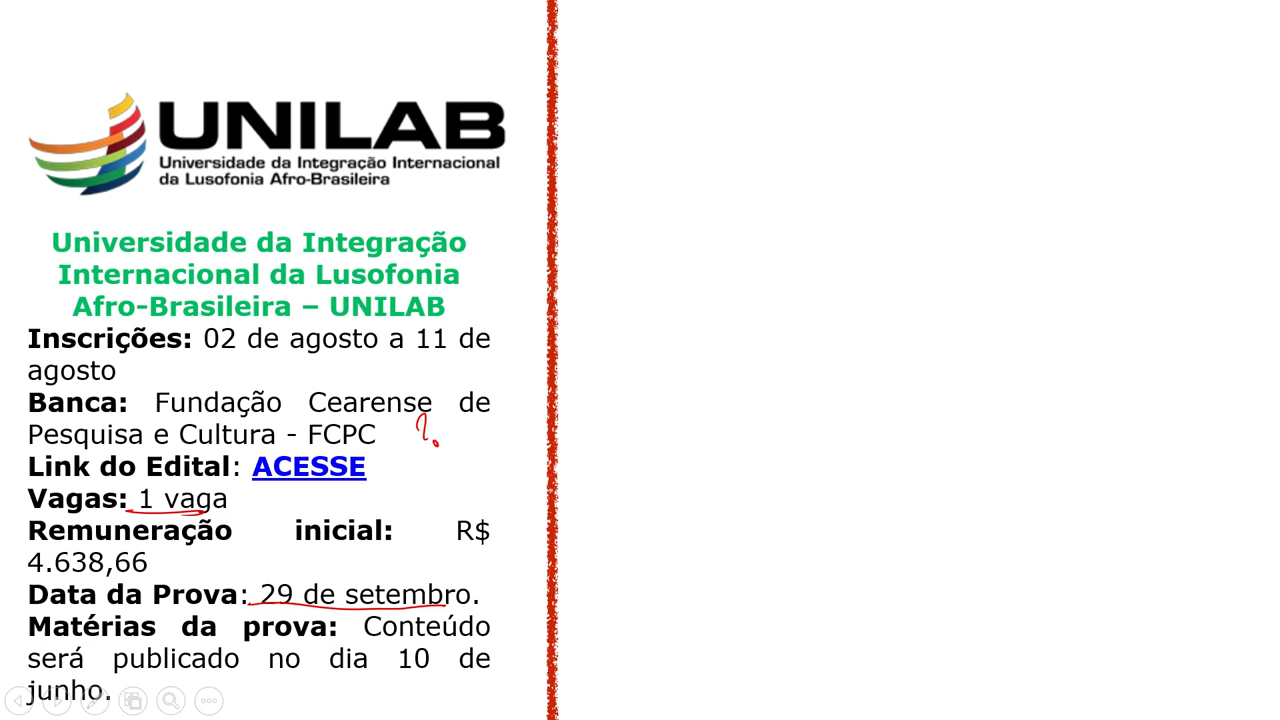 UNILAB
Universidade da Integração Internacional
da Lusofonia Afro-Brasileira
Universidade da Integração
Internacional da Lusofonia
Afro-Brasileira – UNILAB
Inscrições: 02 de agosto a 11 de
agosto
Banca: Fundação Cearense de
Pesquisa e Cultura - FCPC ?
Link do Edital: ACESSE
Vagas: 1 vaga
Remuneração inicial: R$
4.638,66
Data da Prova: 29 de setembro.
Matérias da prova: Conteúdo
será publicado no dia 10 de
junho.